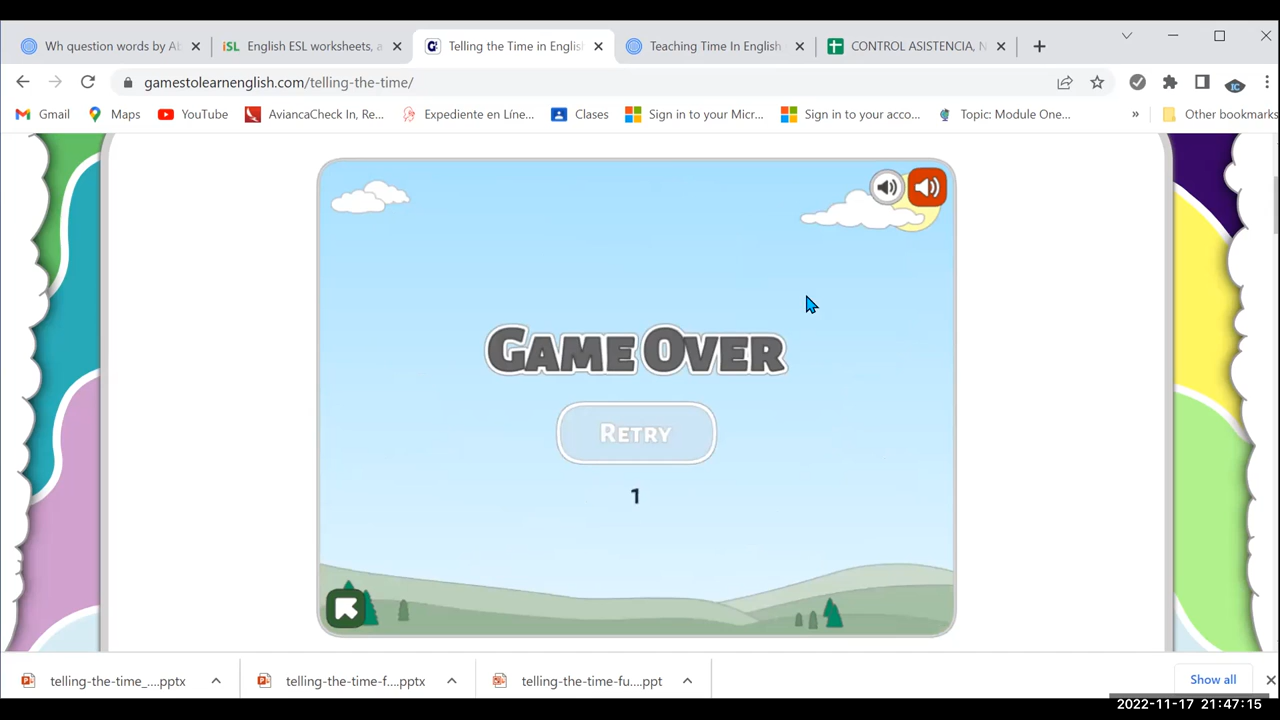 Wh question words by Ab
iSL English ESL worksheets, a
Telling the Time in Englis
Teaching Time In English
CONTROL ASISTENCIA, N
gamestolearnenglish.com/telling-the-time/
Gmail
Maps
YouTube
AviancaCheck In, Re...
Expediente en Líne...
Clases
Sign in to your Micr...
Sign in to your acco...
Topic: Module One...
»
Other bookmarks
GAME OVER
RETRY
1
telling-the-time_....pptx
telling-the-time-f....pptx
telling-the-time-fu....ppt
Show all
2022-11-17 21:47:15